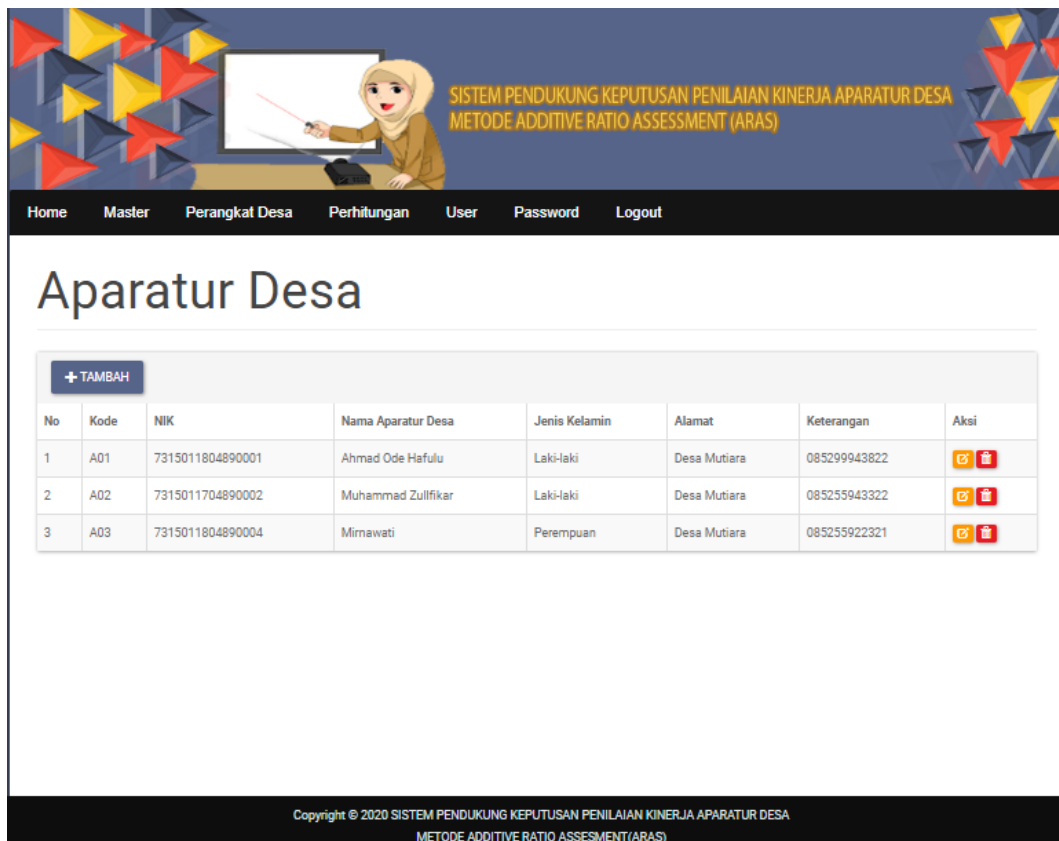 SISTEM PENDUKUNG KEPUTUSAN PENILAIAN KINERJA APARATUR DESA
METODE ADDITIVE RATIO ASSESSMENT (ARAS)
Home Master Perangkat Desa Perhitungan User Password Logout
Aparatur Desa
+ TAMBAH
No Kode NIK Nama Aparatur Desa Jenis Kelamin Alamat Keterangan Aksi
1 A01 7315011804890001 Ahmad Ode Hafulu Laki-laki Desa Mutiara 085299943822
2 A02 7315011704890002 Muhammad Zullfikar Laki-laki Desa Mutiara 085255943322
3 A03 7315011804890004 Mirnawati Perempuan Desa Mutiara 085255922321
Copyright © 2020 SISTEM PENDUKUNG KEPUTUSAN PENILAIAN KINERJA APARATUR DESA
METODE ADDITIVE RATIO ASSESMENT(ARAS)